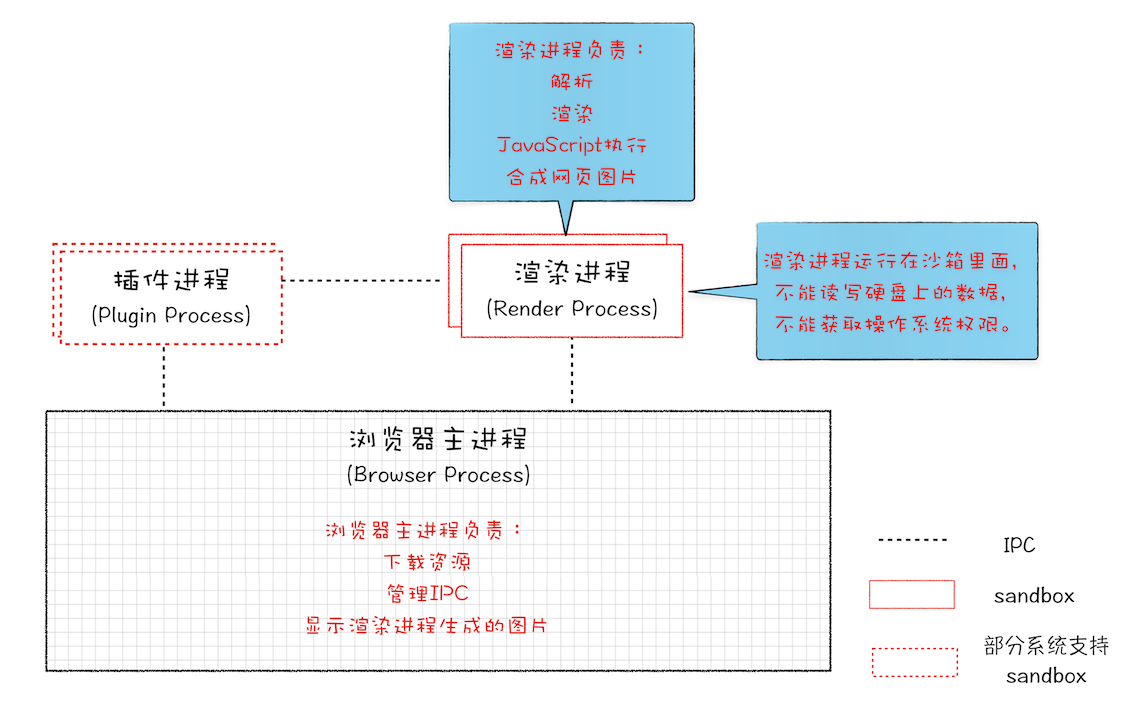 渲染进程负责：
解析
渲染
JavaScript执行
合成网页图片
插件进程
(Plugin Process)
渲染进程
(Render Process)
渲染进程运行在沙箱里面，
不能读写硬盘上的数据，
不能获取操作系统权限。
浏览器主进程
(Browser Process)
浏览器主进程负责：
下载资源
管理IPC
显示渲染进程生成的图片
IPC
sandbox
部分系统支持
sandbox